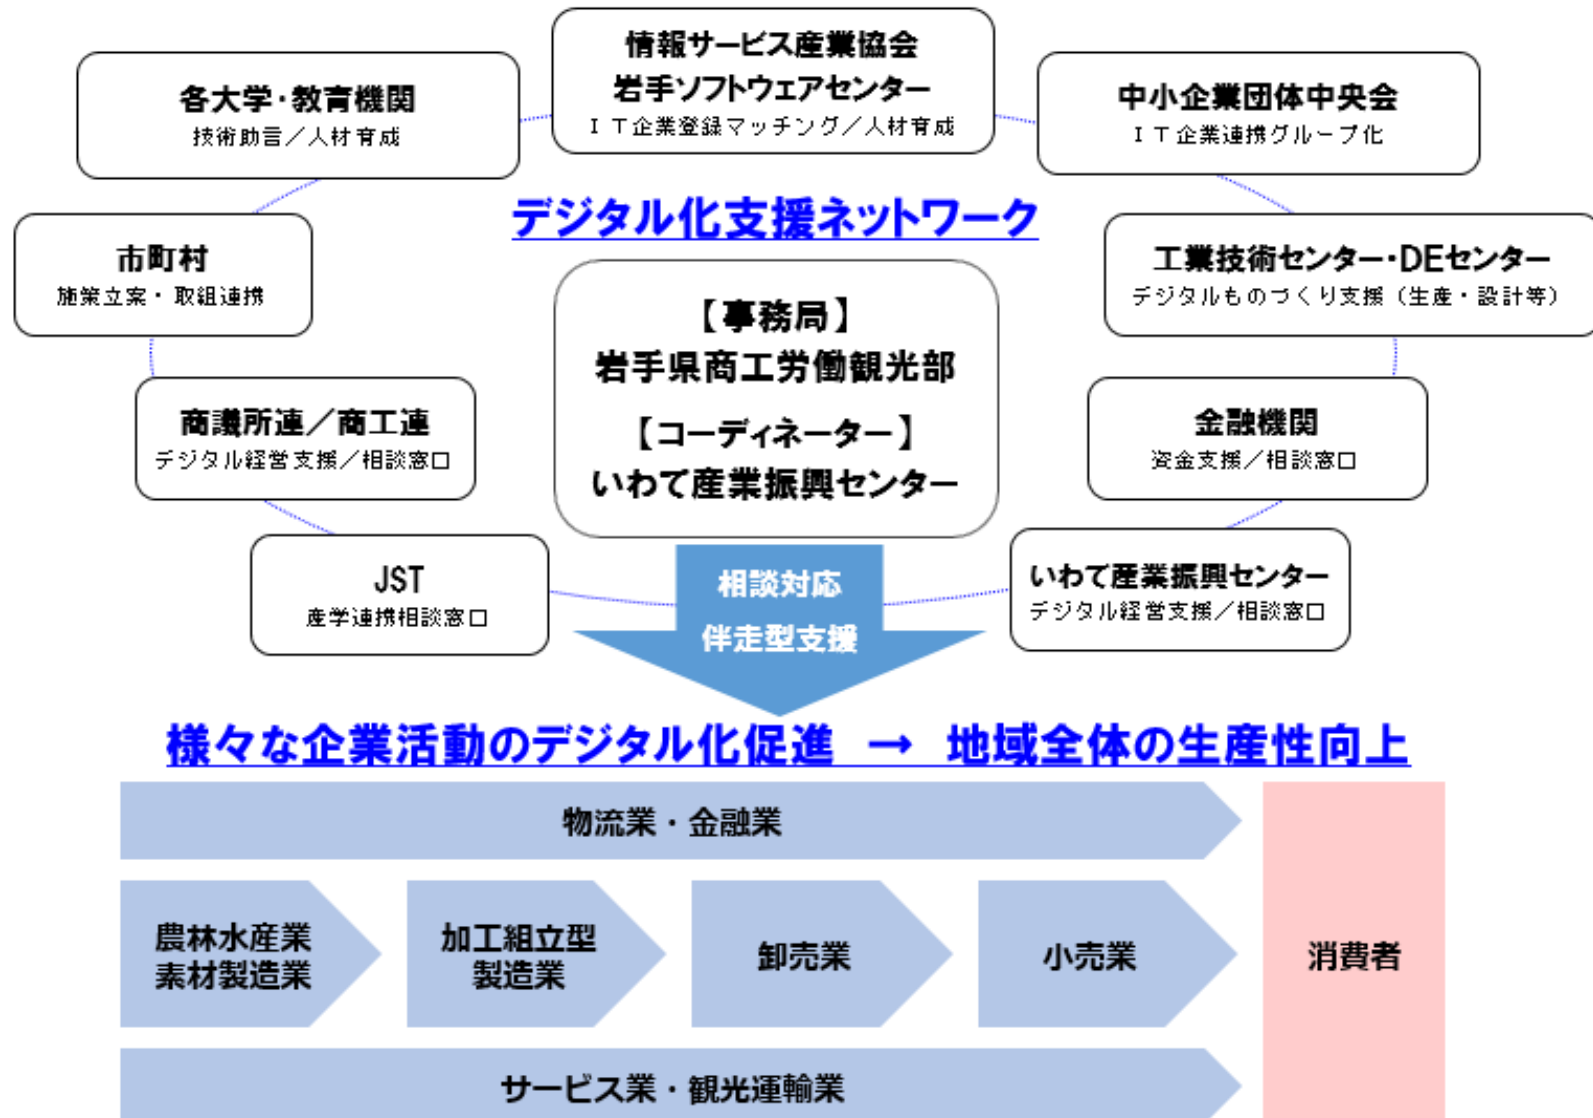 情報サービス産業協会
岩手ソフトウェアセンター
ＩＴ企業登録マッチング／人材育成
各大学・教育機関
技術助言／人材育成
中小企業団体中央会
ＩＴ企業連携グループ化
デジタル化支援ネットワーク
市町村
施策立案・取組連携
工業技術センター・DEセンター
デジタルものづくり支援（生産・設計等）
【事務局】
岩手県商工労働観光部
【コーディネーター】
いわて産業振興センター
商議所連／商工連
デジタル経営支援／相談窓口
金融機関
資金支援／相談窓口
JST
産学連携相談窓口
いわて産業振興センター
デジタル経営支援／相談窓口
相談対応
伴走型支援
様々な企業活動のデジタル化促進 → 地域全体の生産性向上
物流業・金融業
農林水産業
素材製造業
加工組立型
製造業
卸売業
小売業
消費者
サービス業・観光運輸業